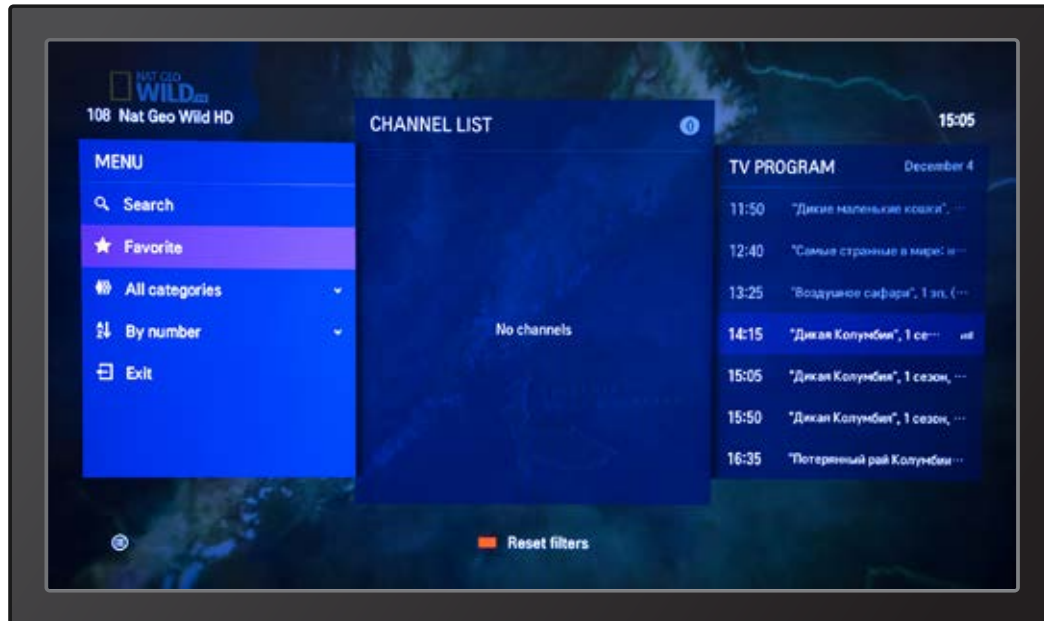 NAT GEO
WILD HD
108 Nat Geo Wild HD
15:05
MENU
Search
Favorite
All categories
By number
Exit
CHANNEL LIST
0
No channels
TV PROGRAM December 4
11:50 "Дикие маленькие кошки", ...
12:40 "Самые странные в мире: н...
13:25 "Воздушное сафари", 1 эп. (...
14:15 "Дикая Колумбия", 1 се...
15:05 "Дикая Колумбия", 1 сезон, ...
15:50 "Дикая Колумбия", 1 сезон, ...
16:35 "Потерянный рай Колумбии...
Reset filters